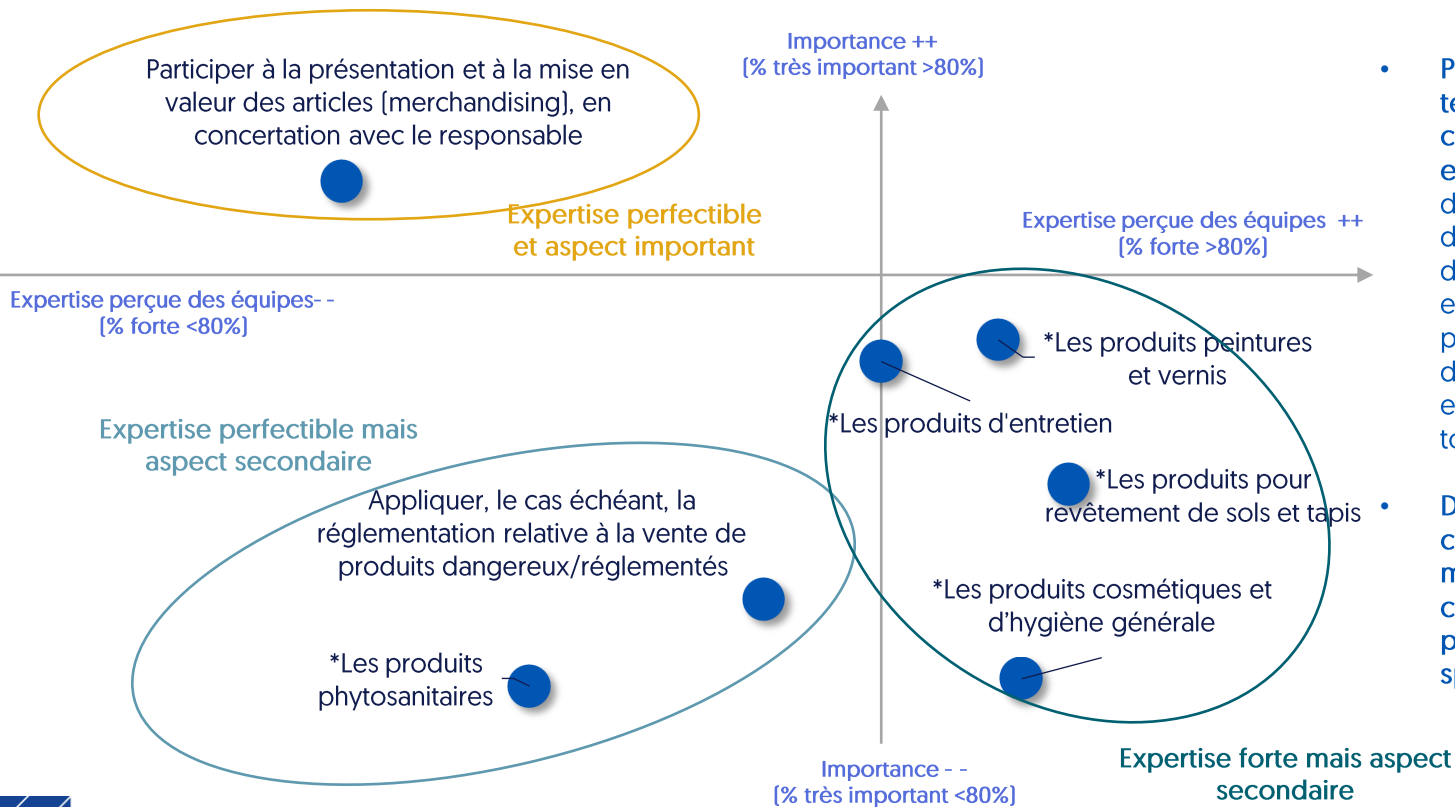 Participer à la présentation et à la mise en
valeur des articles (merchandising), en
concertation avec le responsable
Importance ++
(% très important >80%)
Expertise perfectible
et aspect important
Expertise perçue des équipes ++
(% forte >80%)
Expertise perçue des équipes- -
(% forte <80%)
*Les produits peintures
et vernis
*Les produits d'entretien
Expertise perfectible mais
aspect secondaire
*Les produits pour
revêtement de sols et tapis
Appliquer, le cas échéant, la
réglementation relative à la vente de
produits dangereux/réglementés
*Les produits cosmétiques et
d’hygiène générale
*Les produits
phytosanitaires
Expertise forte mais aspect
secondaire
Importance - -
(% très important <80%)